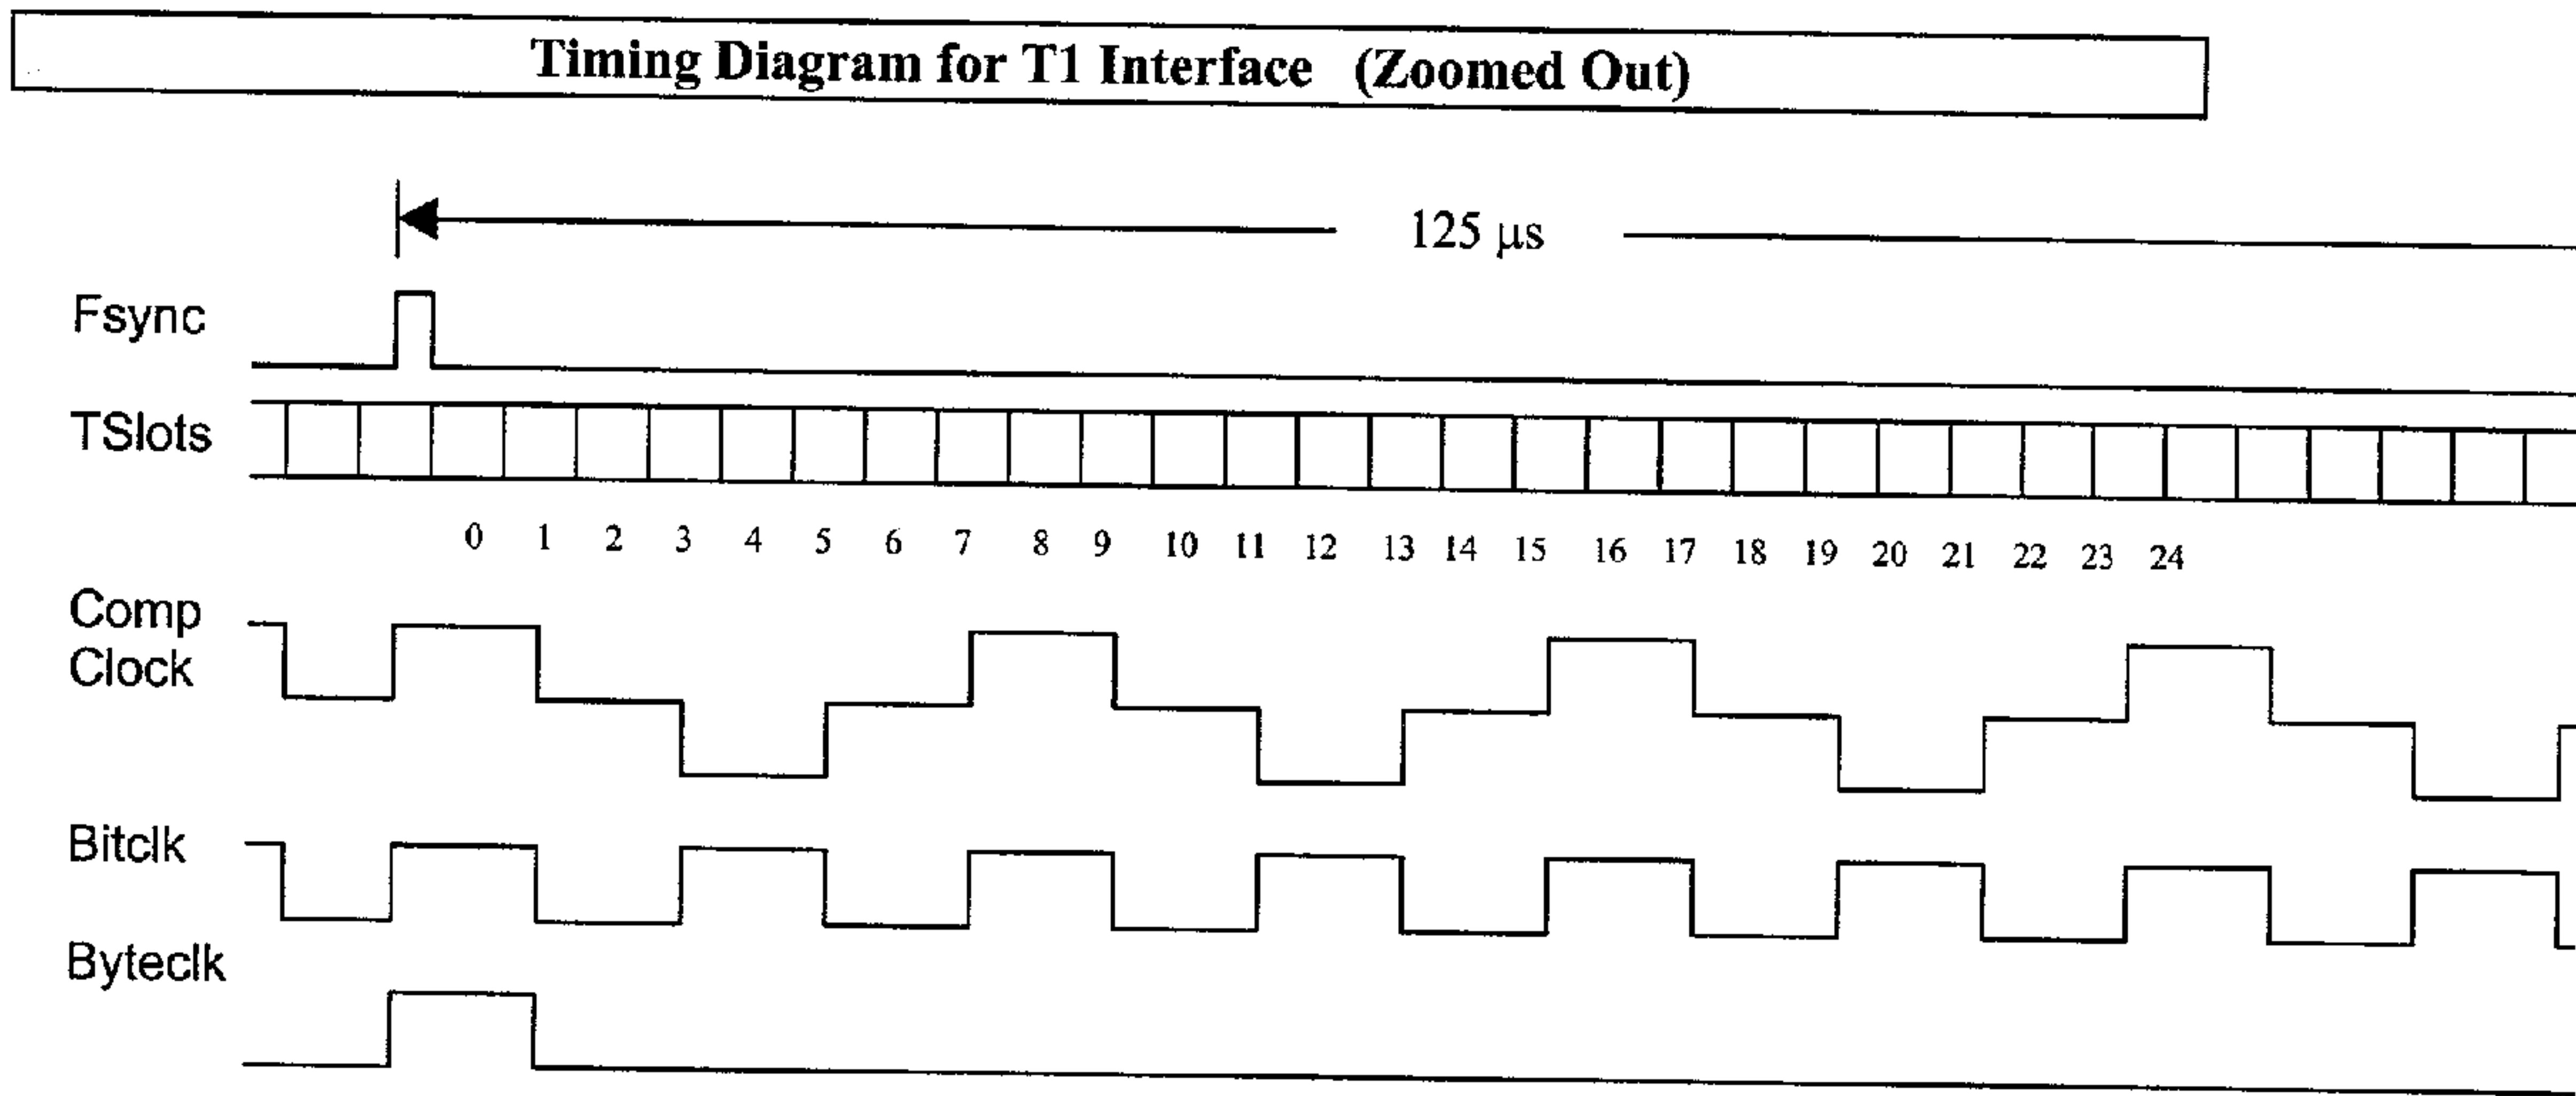 Timing Diagram for T1 Interface (Zoomed Out)
125 μs
Fsync
TSlots
0 1 2 3 4 5 6 7 8 9 10 11 12 13 14 15 16 17 18 19 20 21 22 23 24
Comp
Clock
Bitclk
Byteclk